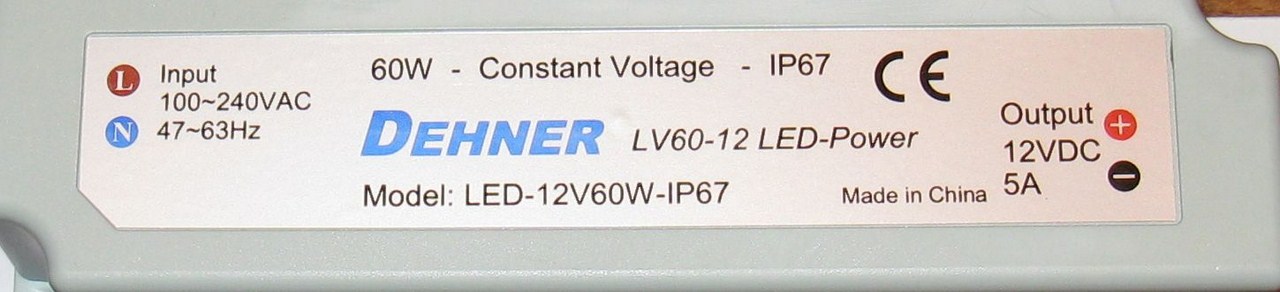 L Input
100~240VAC
N 47~63Hz
60W - Constant Voltage - IP67 CE
DEHNER LV60-12 LED-Power
Model: LED-12V60W-IP67
Made in China
Output +
12VDC
5A -